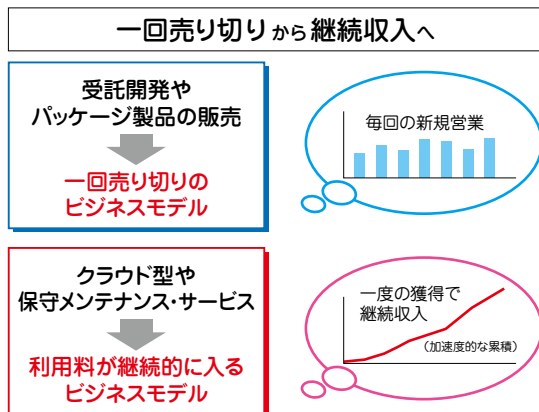 一回売り切りから継続収入へ
受託開発や
パッケージ製品の販売
一回売り切りの
ビジネスモデル
毎回の新規営業
クラウド型や
保守メンテナンス・サービス
利用料が継続的に入る
ビジネスモデル
一度の獲得で
継続収入
(加速度的な累積)